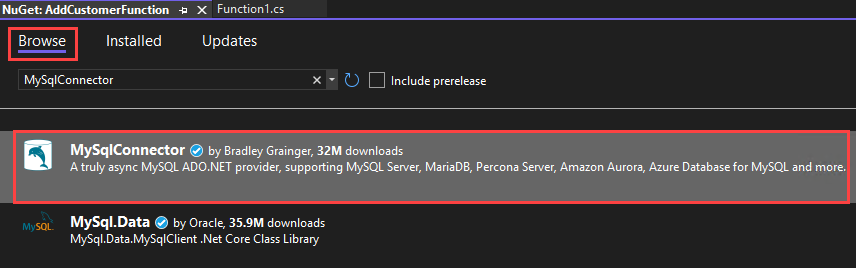 NuGet: AddCustomerFunction Function1.cs
Browse Installed Updates
MySqlConnector Include prerelease
MySqlConnector by Bradley Grainger, 32M downloads
A truly async MySQL ADO.NET provider, supporting MySQL Server, MariaDB, Percona Server, Amazon Aurora, Azure Database for MySQL and more.
MySQL MySql.Data by Oracle, 35.9M downloads
MySql.Data.MySqlClient .Net Core Class Library